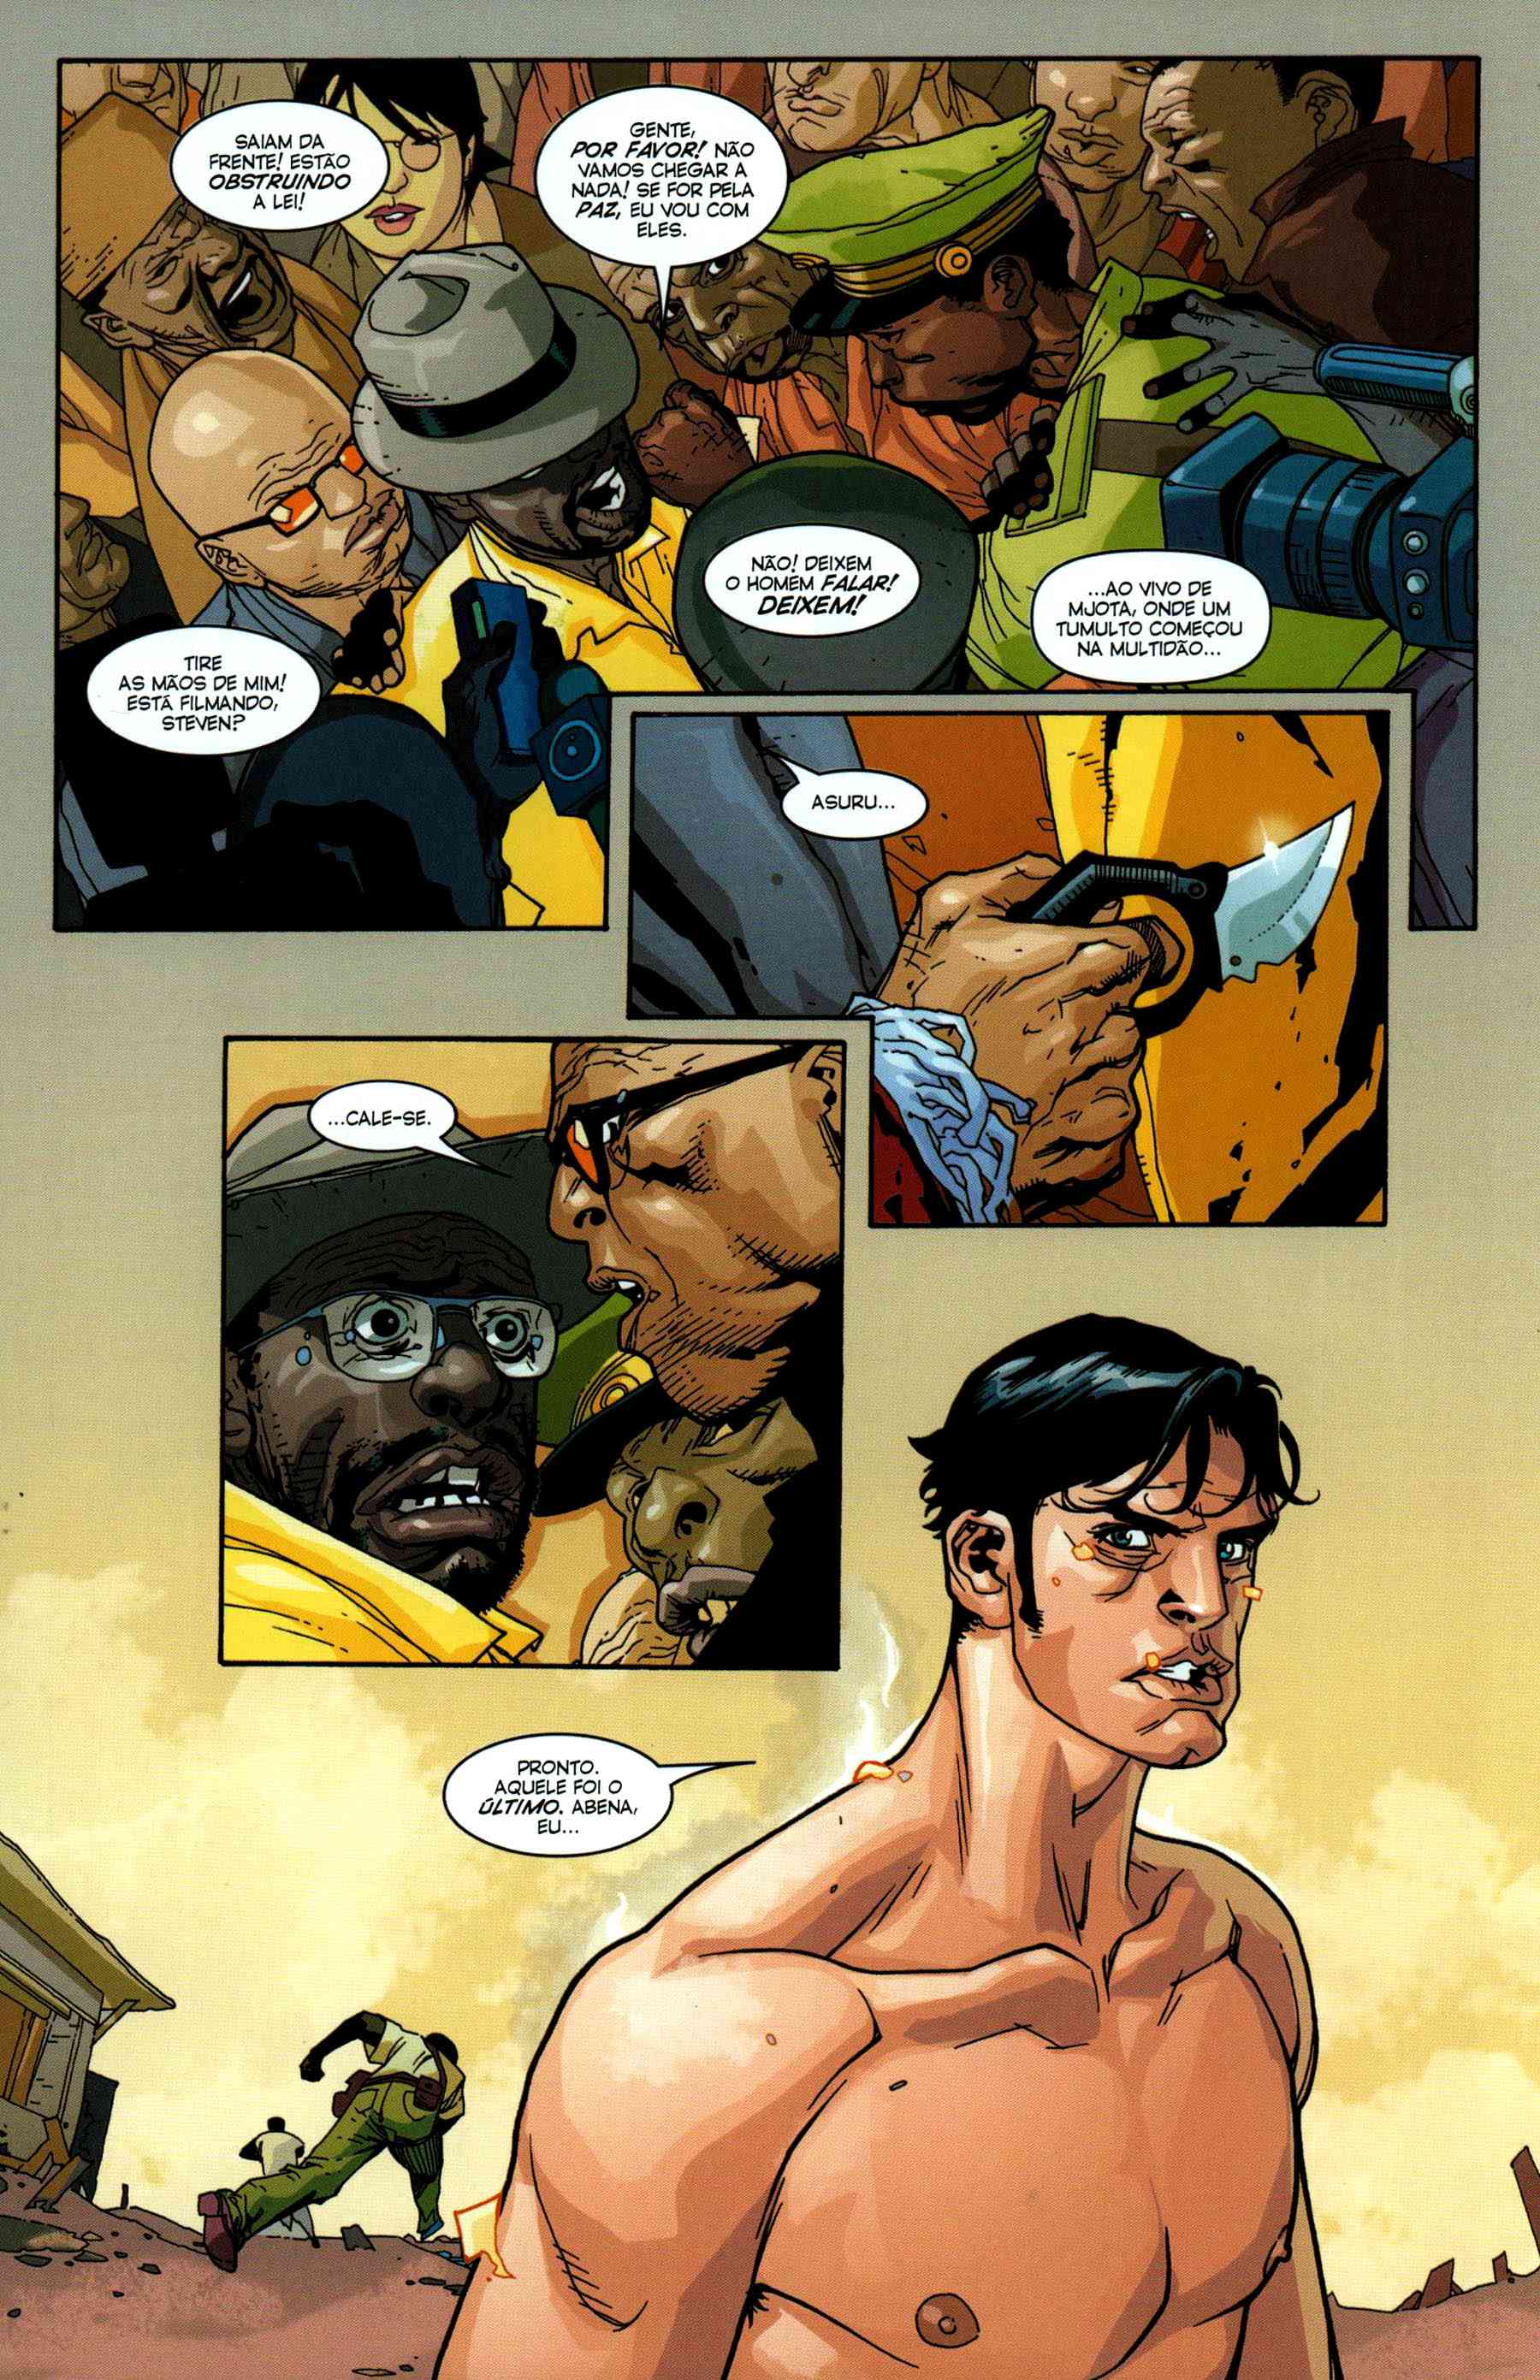 SAIAM DA
FRENTE! ESTÃO
OBSTRUINDO
A LEI!
GENTE,
POR FAVOR! NÃO
VAMOS CHEGAR A
NADA! SE FOR PELA
PAZ, EU VOU COM
ELES.
NÃO! DEIXEM
O HOMEM FALAR!
DEIXEM!
...AO VIVO DE
MJOTA, ONDE UM
TUMULTO COMEÇOU
NA MULTIDÃO...
TIRE
AS MÃOS DE MIM!
ESTÁ FILMANDO,
STEVEN?
ASURU...
...CALE-SE.
PRONTO.
AQUELE FOI O
ÚLTIMO. ABENA,
EU...